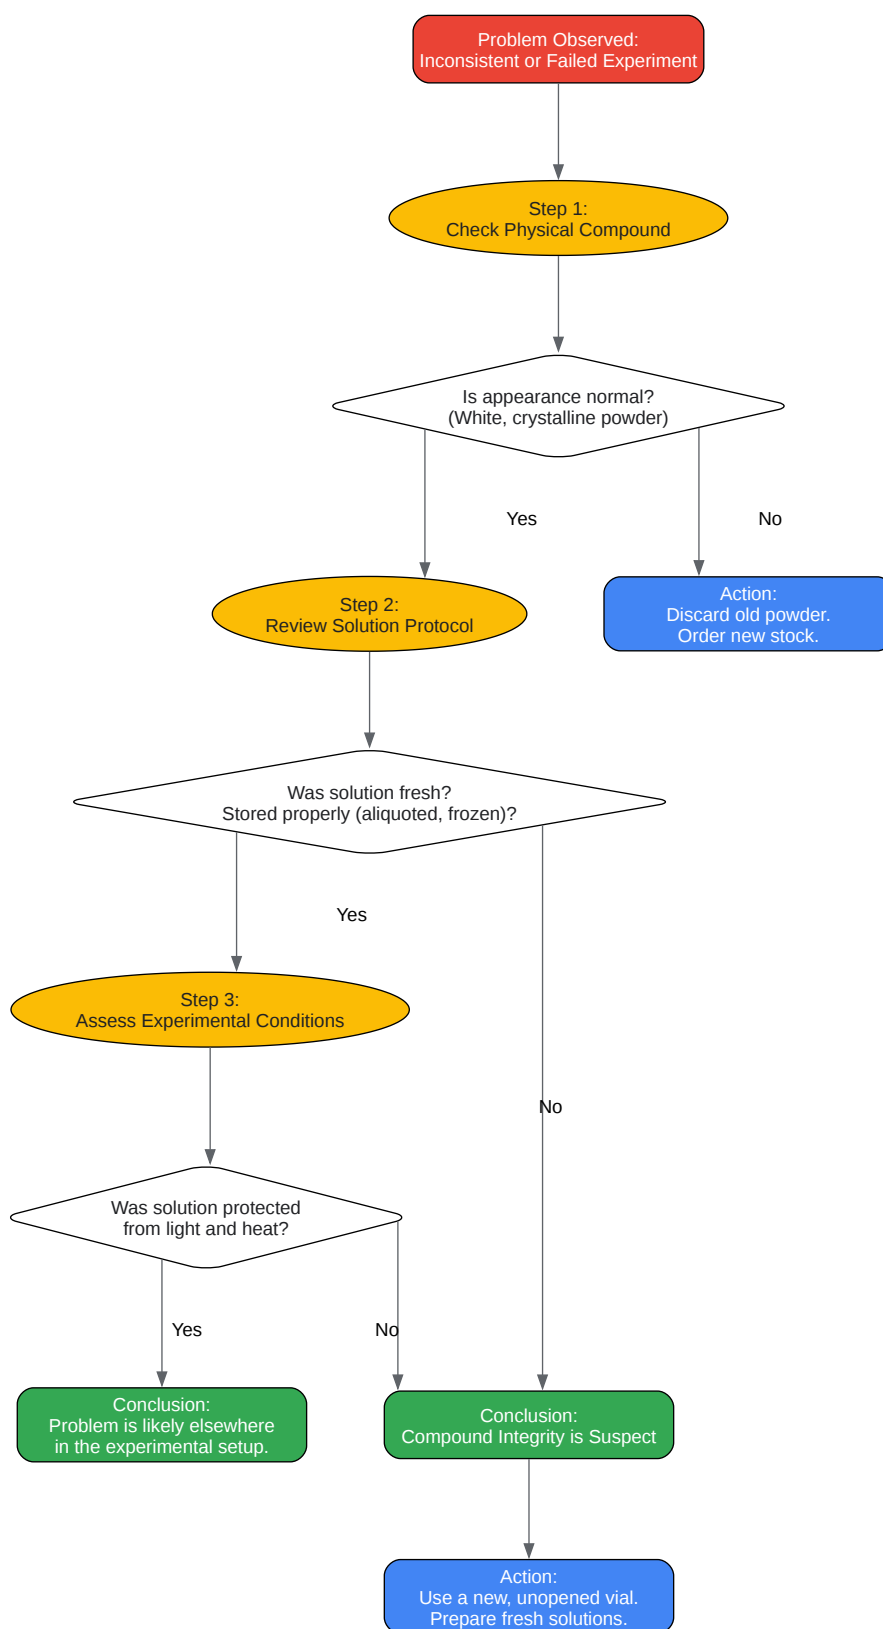 Problem Observed:
Inconsistent or Failed Experiment
Step 1:
Check Physical Compound
Is appearance normal?
(White, crystalline powder)
Yes
No
Step 2:
Review Solution Protocol
Action:
Discard old powder.
Order new stock.
Was solution fresh?
Stored properly (aliquoted, frozen)?
Yes
Step 3:
Assess Experimental Conditions
No
Was solution protected
from light and heat?
Yes
No
Conclusion:
Problem is likely elsewhere
in the experimental setup.
Conclusion:
Compound Integrity is Suspect
Action:
Use a new, unopened vial.
Prepare fresh solutions.